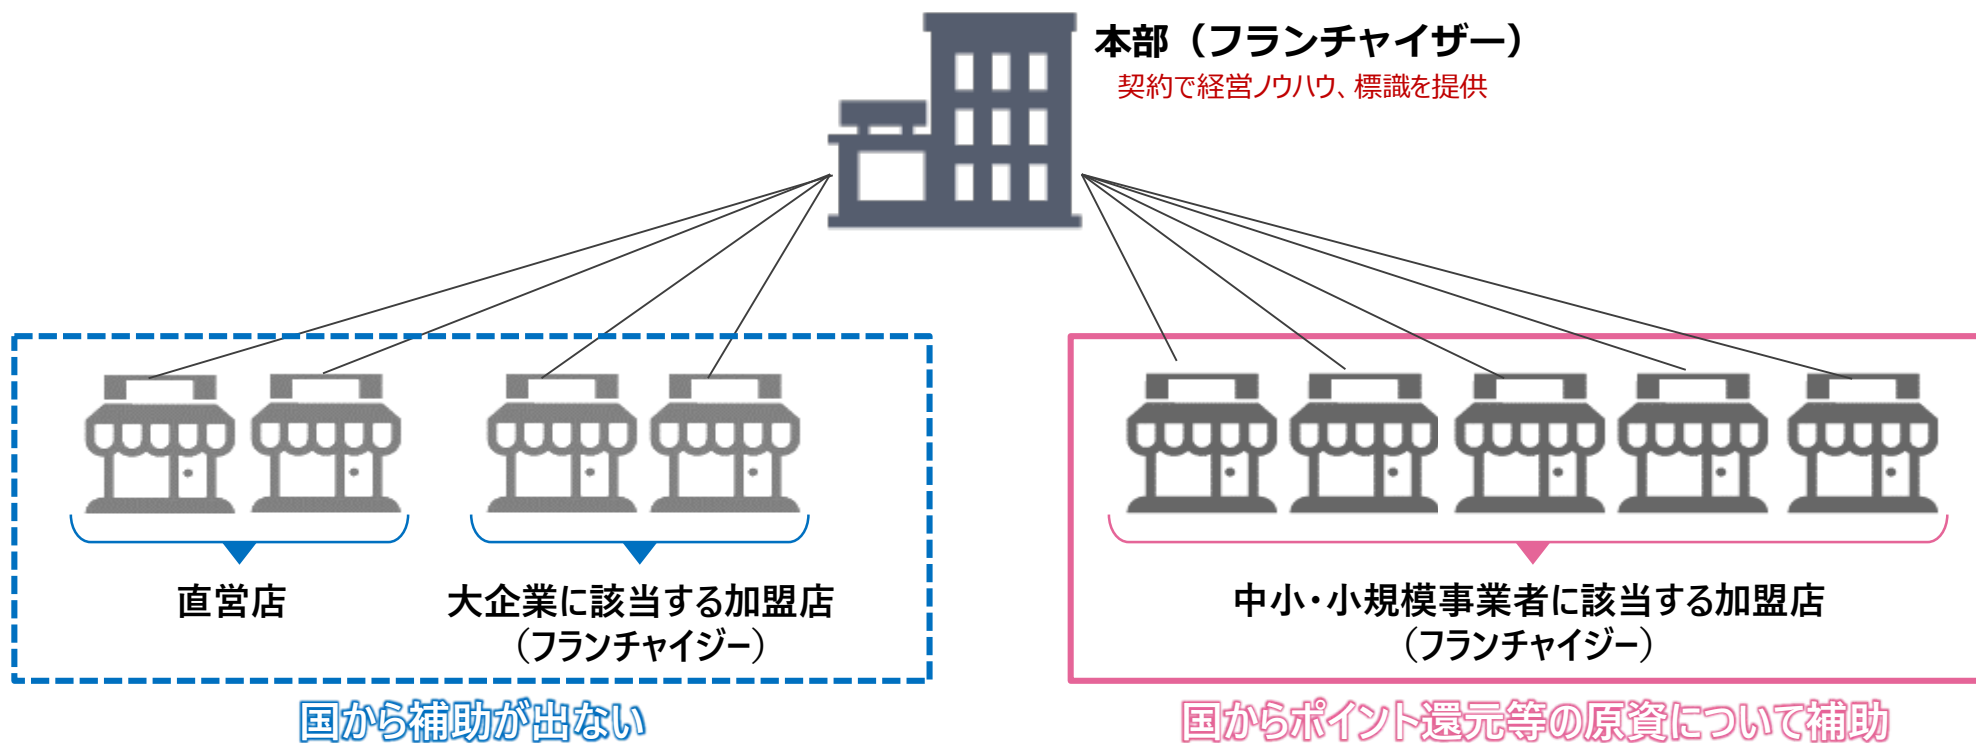 本部（フランチャイザー）
契約で経営ノウハウ、標識を提供
直営店
大企業に該当する加盟店
（フランチャイジー）
中小・小規模事業者に該当する加盟店
（フランチャイジー）
国から補助が出ない
国からポイント還元等の原資について補助